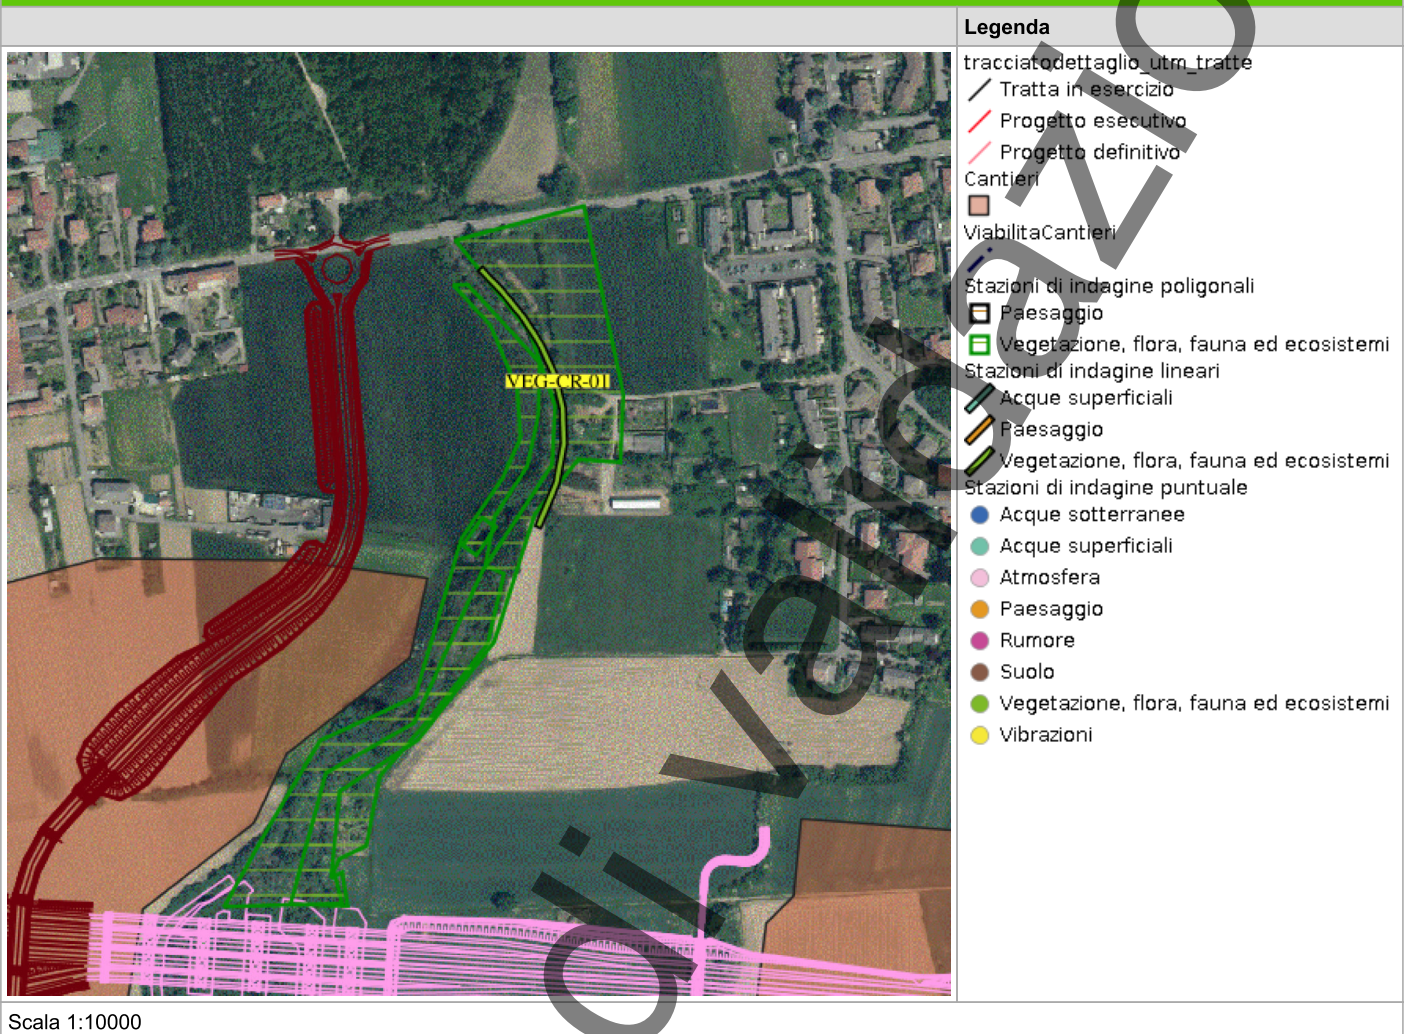 Legenda
tracciatodettaglio_utm_tratte
Tratta in esercizio
Progetto esecutivo
Progetto definitivo
Cantieri
ViabilitaCantieri
Stazioni di indagine poligonali
Paesaggio
Vegetazione, flora, fauna ed ecosistemi
Stazioni di indagine lineari
Acque superficiali
Paesaggio
Vegetazione, flora, fauna ed ecosistemi
Stazioni di indagine puntuale
Acque sotterranee
Acque superficiali
Atmosfera
Paesaggio
Rumore
Suolo
Vegetazione, flora, fauna ed ecosistemi
Vibrazioni
VEG-CR-01
di validazio
Scala 1:10000